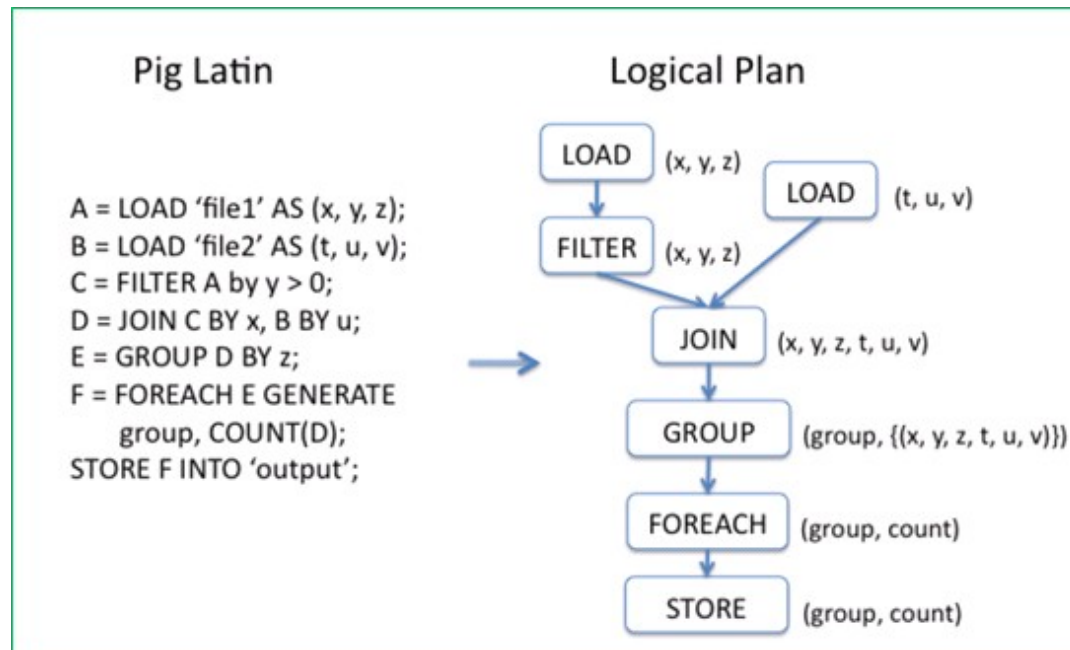 Pig Latin
A = LOAD ‘file1’ AS (x, y, z);
B = LOAD ‘file2’ AS (t, u, v);
C = FILTER A by y > 0;
D = JOIN C BY x, B BY u;
E = GROUP D BY z;
F = FOREACH E GENERATE
group, COUNT(D);
STORE F INTO ‘output’;
Logical Plan
LOAD (x, y, z)
LOAD (t, u, v)
FILTER (x, y, z)
JOIN (x, y, z, t, u, v)
GROUP (group, {(x, y, z, t, u, v)})
FOREACH (group, count)
STORE (group, count)